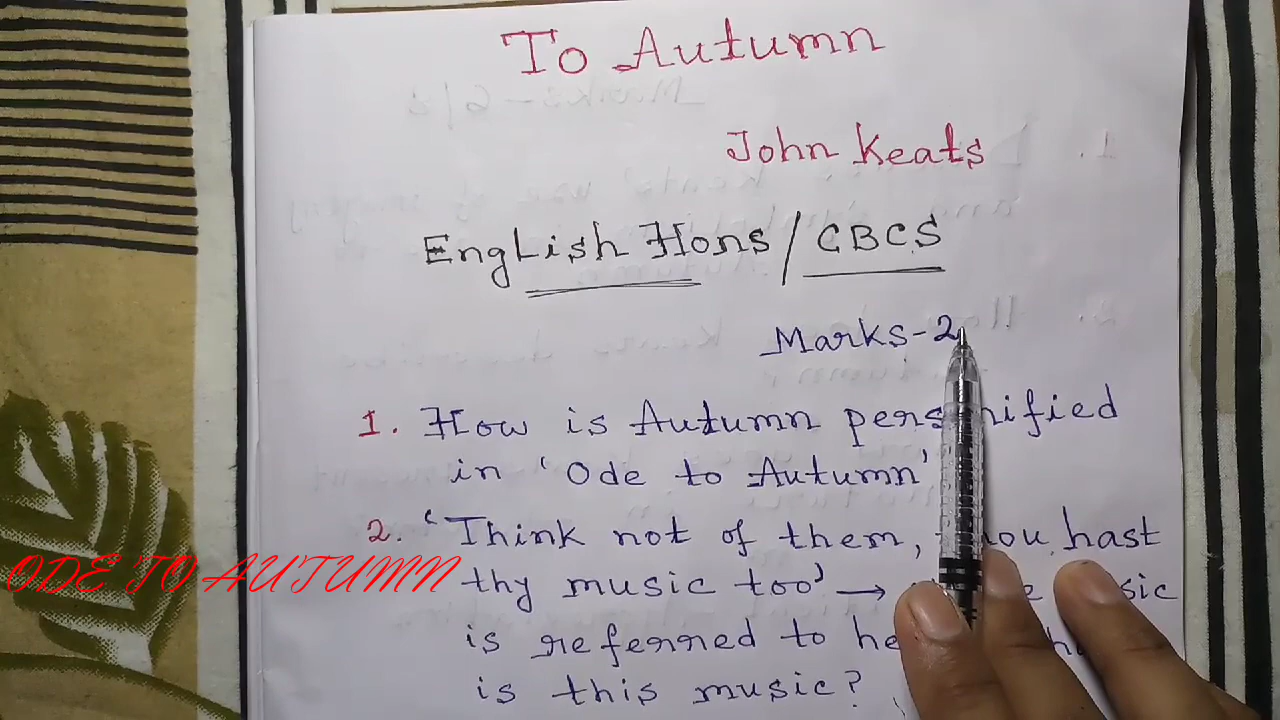 To Autumn
John Keats
English Hons / CBCS
Marks-2
1. How is Autumn personified
in 'Ode to Autumn'
2. 'Think not of them, thou hast
thy music too' →
is referred to
is this music?
ODE TO AUTUMN